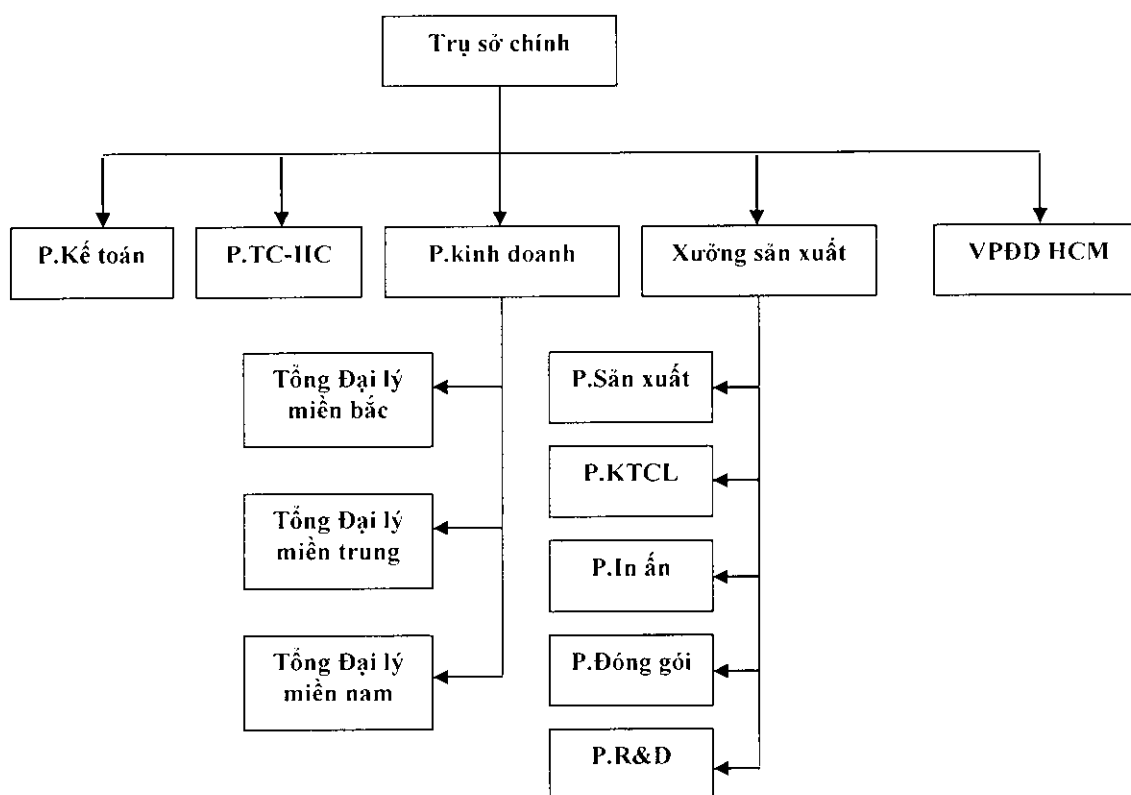 Trụ sở chính
P.Kế toán
P.TC-HC
P.kinh doanh
Xưởng sản xuất
VPĐD HCM
Tổng Đại lý
miền bắc
Tổng Đại lý
miền trung
Tổng Đại lý
miền nam
P.Sản xuất
P.KTCL
P.In ấn
P.Đóng gói
P.R&D